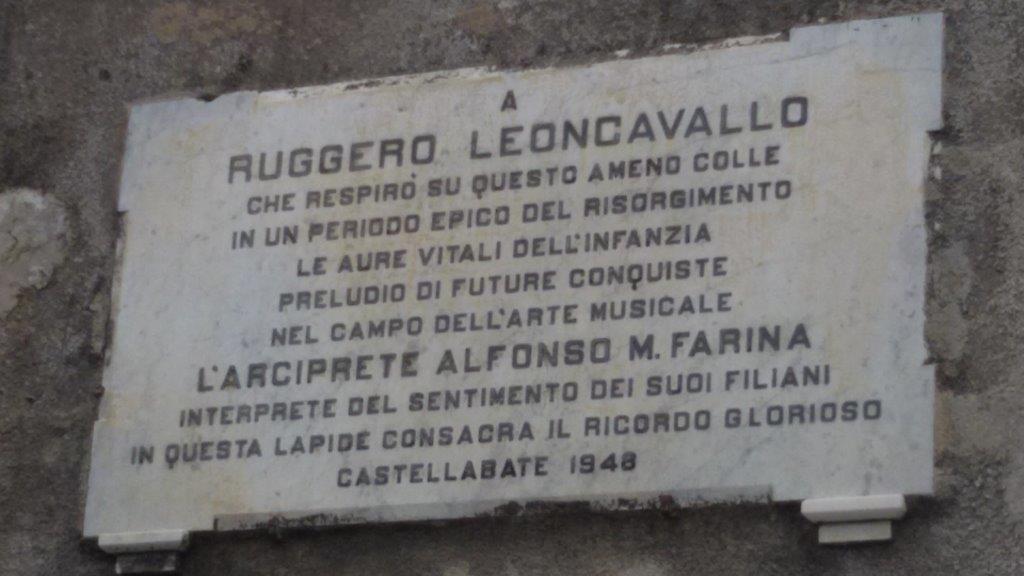 A
RUGGERO LEONCAVALLO
CHE RESPIRÒ SU QUESTO AMENO COLLE
IN UN PERIODO EPICO DEL RISORGIMENTO
LE AURE VITALI DELL'INFANZIA
PRELUDIO DI FUTURE CONQUISTE
NEL CAMPO DELL'ARTE MUSICALE
L'ARCIPRETE ALFONSO M. FARINA
INTERPRETE DEL SENTIMENTO DEI SUOI FILIANI
IN QUESTA LAPIDE CONSACRA IL RICORDO GLORIOSO
CASTELLABATE 1948